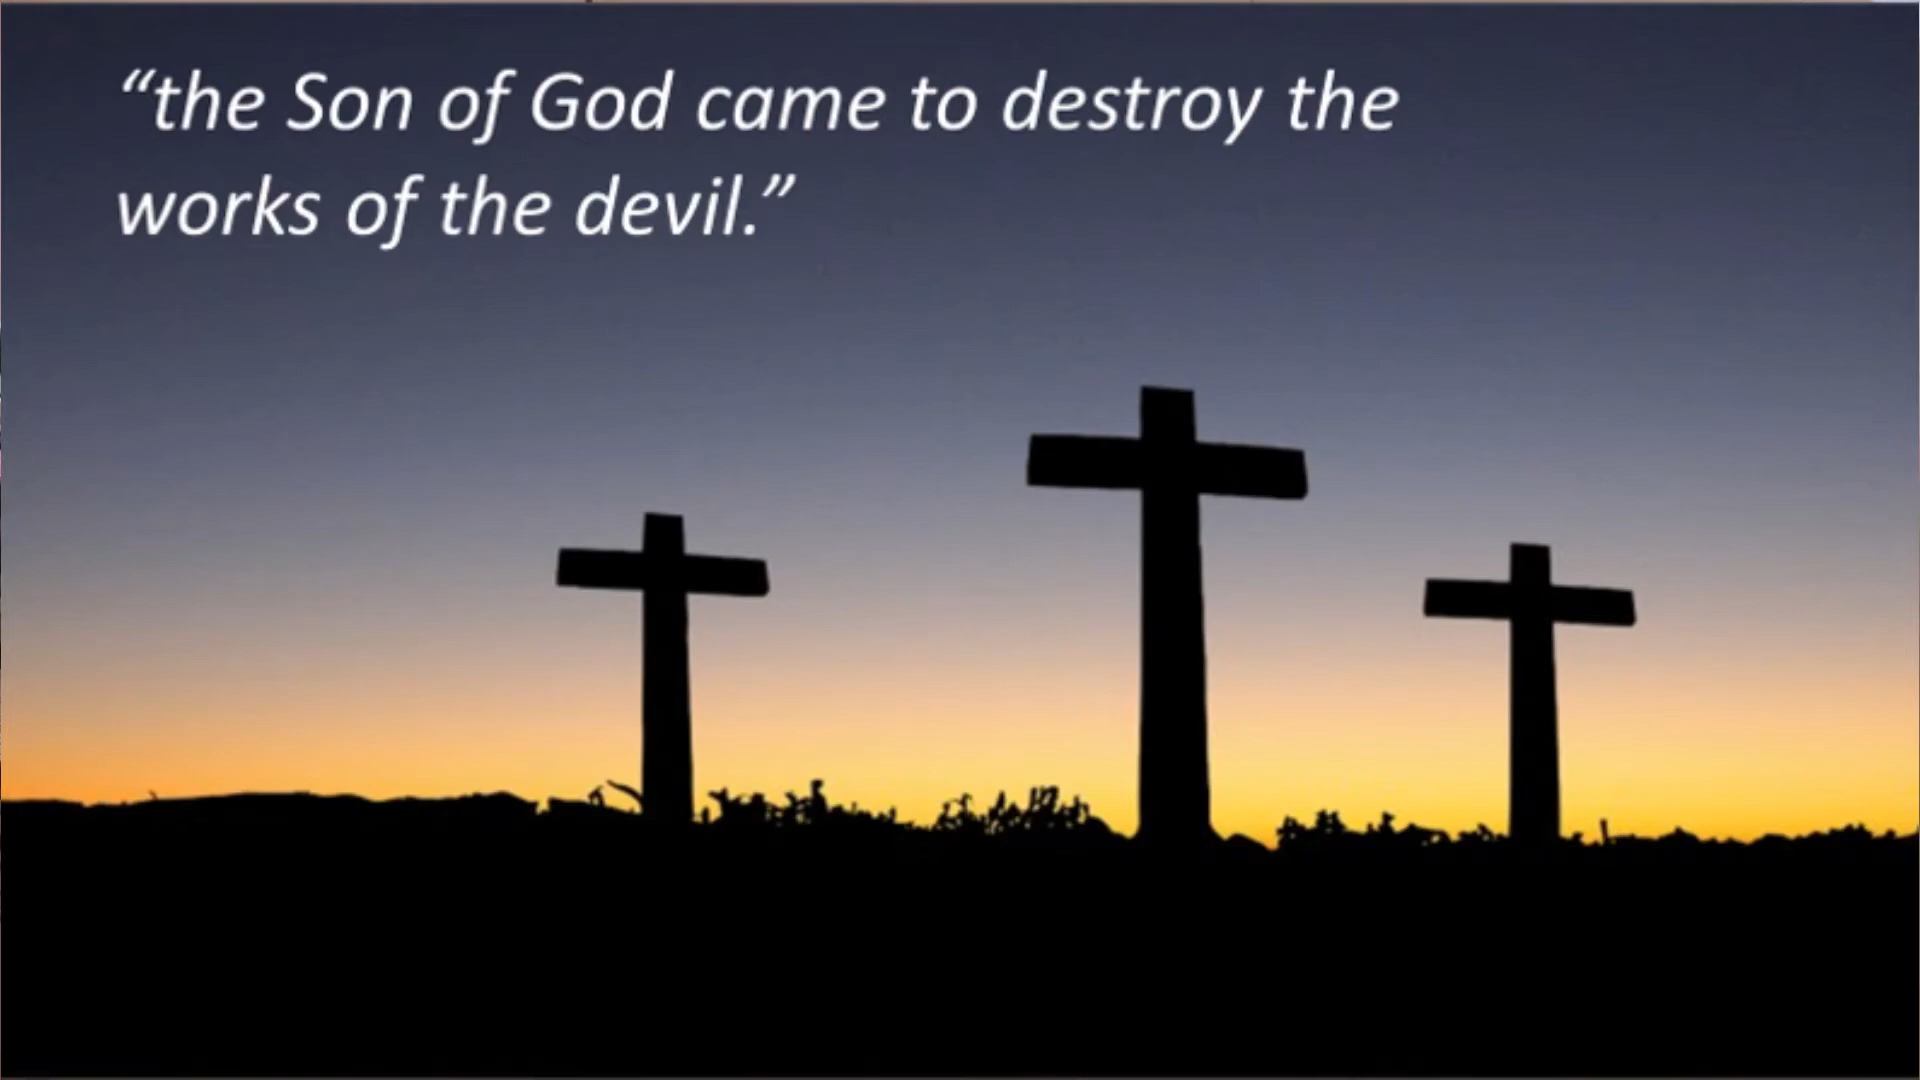 “the Son of God came to destroy the
works of the devil.”